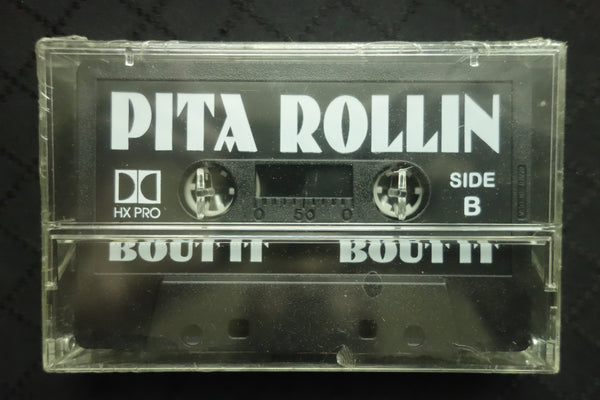 PITA ROLLIN
HX PRO
SIDE
B
0 50 0
BOUT IT BOUT IT